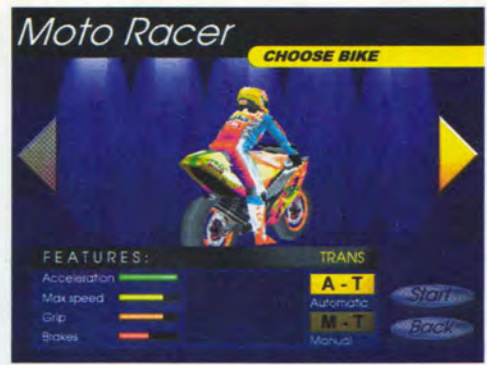 Moto Racer
CHOOSE BIKE
FEATURES:
Acceleration
Max speed
Grip
Brakes
TRANS
A - T
Automatic
M - T
Manual
Start
Back